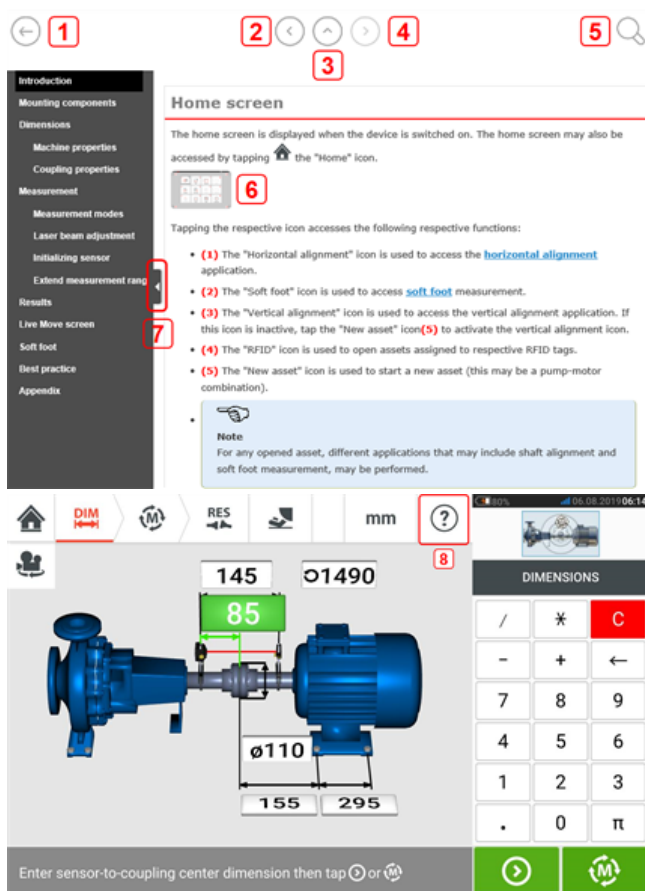 1
2
3
4
5
Introduction
Mounting components
Dimensions
Machine properties
Coupling properties
Measurement
Measurement modes
Laser beam adjustment
Initializing sensor
Extend measurement rang
Results
Live Move screen
Soft foot
Best practice
Appendix
7
Home screen
The home screen is displayed when the device is switched on. The home screen may also be
accessed by tapping the "Home" icon.
6
Tapping the respective icon accesses the following respective functions:
• (1) The "Horizontal alignment" icon is used to access the horizontal alignment
application.
• (2) The "Soft foot" icon is used to access soft foot measurement.
• (3) The "Vertical alignment" icon is used to access the vertical alignment application. If
this icon is inactive, tap the "New asset" icon(5) to activate the vertical alignment icon.
• (4) The "RFID" icon is used to open assets assigned to respective RFID tags.
• (5) The "New asset" icon is used to start a new asset (this may be a pump-motor
combination).
•
Note
For any opened asset, different applications that may include shaft alignment and
soft foot measurement, may be performed.
DIM
M
RES
mm
?
8
80% 06.08.2019 06:14
145
1490
85
ø110
155
295
DIMENSIONS
/ * C
- + ←
7 8 9
4 5 6
1 2 3
. 0 π
Enter sensor-to-coupling center dimension then tap or M
M